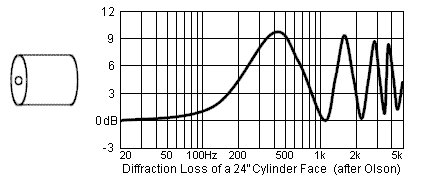 12
9
6
3
0dB
-3
20 50 100Hz 200 500 1k 2k 5k
Diffraction Loss of a 24" Cylinder Face (after Olson)